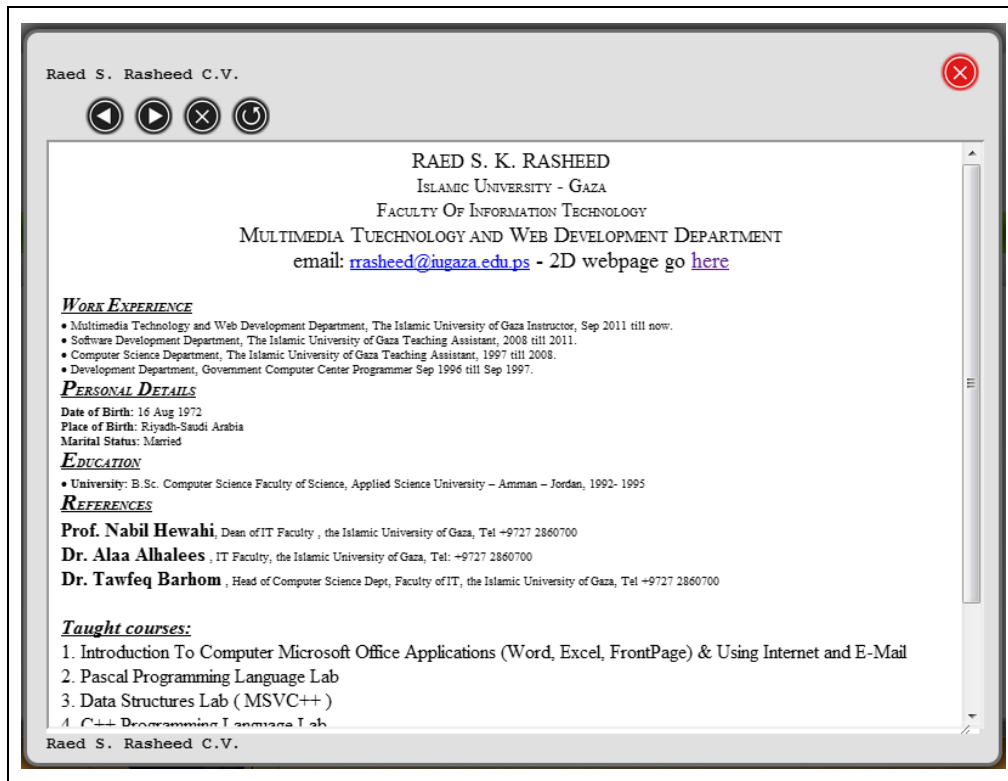 Raed S. Rasheed C.V.
RAED S. K. RASHEED
ISLAMIC UNIVERSITY - GAZA
FACULTY OF INFORMATION TECHNOLOGY
MULTIMEDIA TUECHNOLOGY AND WEB DEVELOPMENT DEPARTMENT
email: rrasheed@iugaza.edu.ps - 2D webpage go here
WORK EXPERIENCE
• Multimedia Technology and Web Development Department, The Islamic University of Gaza Instructor, Sep 2011 till now.
• Software Development Department, The Islamic University of Gaza Teaching Assistant, 2008 till 2011.
• Computer Science Department, The Islamic University of Gaza Teaching Assistant, 1997 till 2008.
• Development Department, Government Computer Center Programmer Sep 1996 till Sep 1997.
PERSONAL DETAILS
Date of Birth: 16 Aug 1972
Place of Birth: Riyadh-Saudi Arabia
Marital Status: Married
EDUCATION
• University: B.Sc. Computer Science Faculty of Science, Applied Science University – Amman – Jordan, 1992- 1995
REFERENCES
Prof. Nabil Hewahi, Dean of IT Faculty , the Islamic University of Gaza, Tel +9727 2860700
Dr. Alaa Alhalees , IT Faculty, the Islamic University of Gaza, Tel: +9727 2860700
Dr. Tawfeq Barhom , Head of Computer Science Dept, Faculty of IT, the Islamic University of Gaza, Tel +9727 2860700
Taught courses:
1. Introduction To Computer Microsoft Office Applications (Word, Excel, FrontPage) & Using Internet and E-Mail
2. Pascal Programming Language Lab
3. Data Structures Lab ( MSVC++ )
4. C++ Programming Language Lab
Raed S. Rasheed C.V.